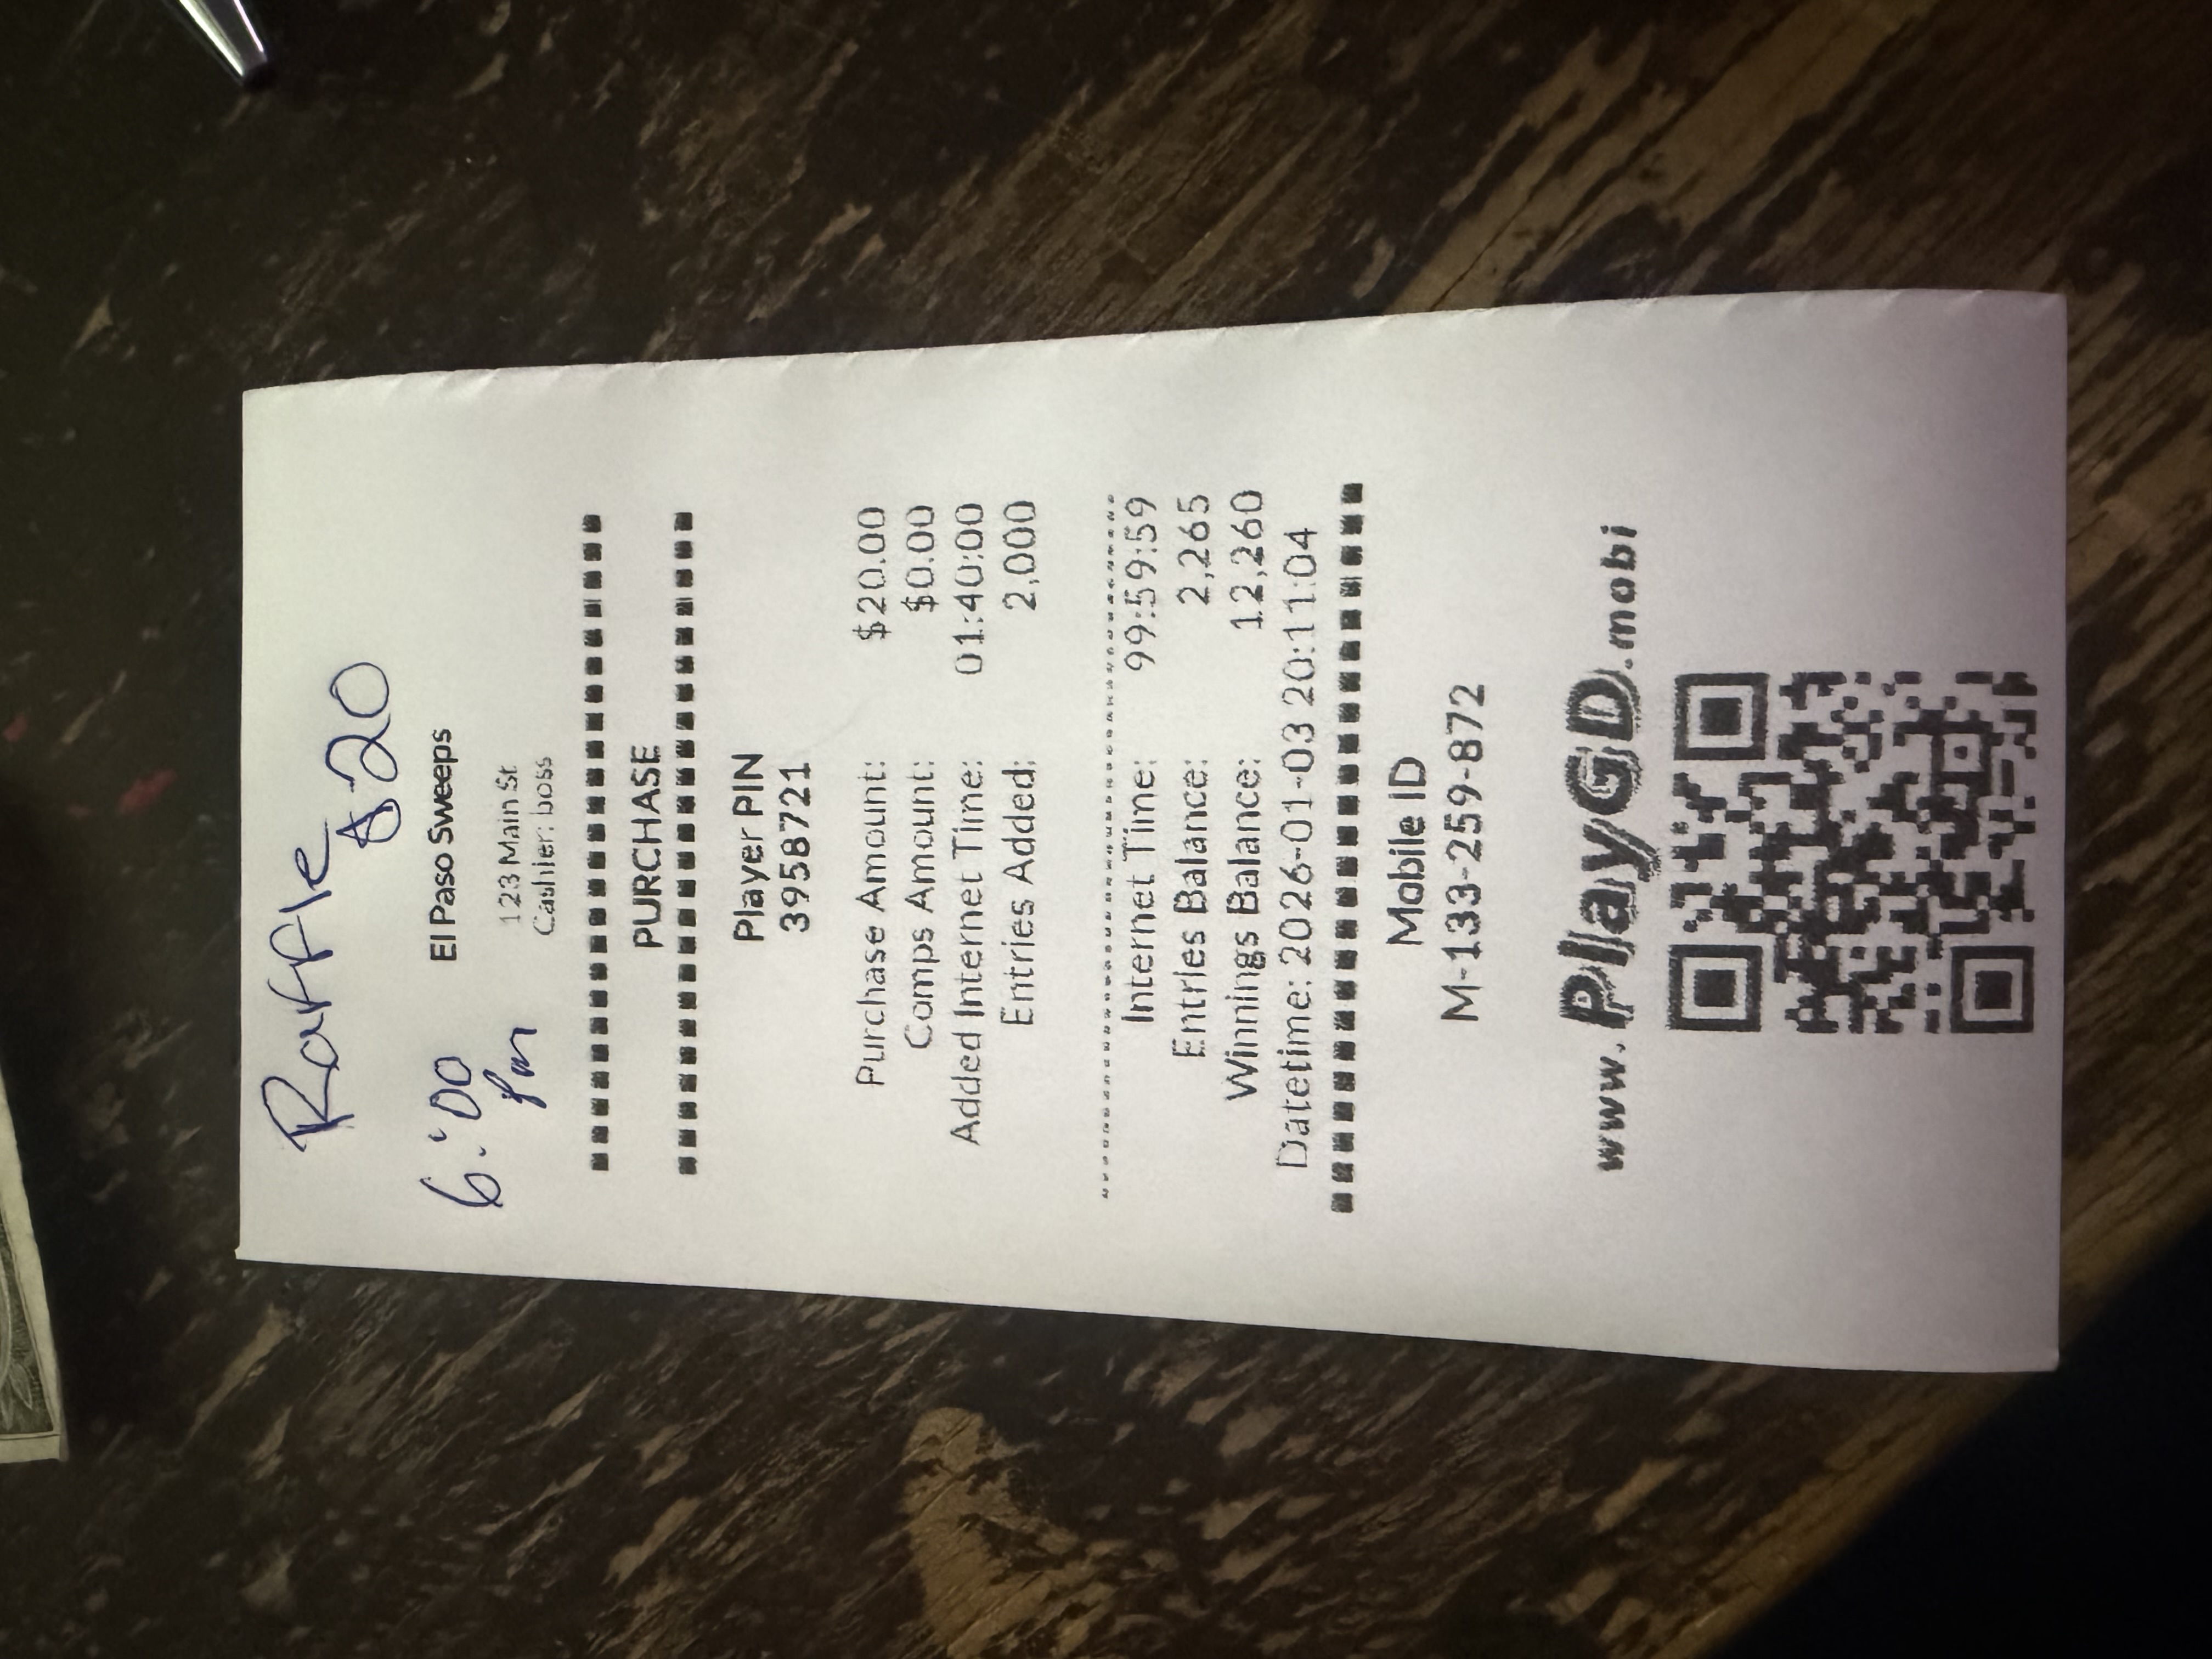 Raffle
$20
6:00
pm
El Paso Sweeps
123 Main St
Cashier: boss
PURCHASE
Player PIN
39587721
Purchase Amount: $20.00
Comps Amount: $0.00
Added Internet Time: 01:40:00
Entries Added: 2,000
Internet Time: 99:59:59
Entries Balance: 2,265
Winnings Balance: 12,260
Datetime: 2026-01-03 20:11:04
Mobile ID
M-133-259-872
www.PlayGD.mobi